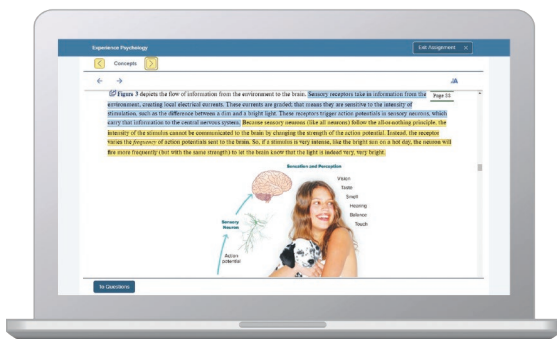 Experience Psychology
Exit Assignment X
< Concepts >
← →
AA
Figure 3 depicts the flow of information from the environment to the brain. Sensory receptors take in information from the
Page 52
environment, creating local electrical currents. These currents are graded; that means they are sensitive to the intensity of
stimulation, such as the difference between a dim and a bright light. These receptors trigger action potentials in sensory neurons, which
carry that information to the central nervous system. Because sensory neurons (like all neurons) follow the all-or-nothing principle, the
intensity of the stimulus cannot be communicated to the brain by changing the strength of the action potential. Instead, the receptor
varies the frequency of action potentials sent to the brain. So, if a stimulus is very intense, like the bright sun on a hot day, the neuron will
fire more frequently (but with the same strength) to let the brain know that the light is indeed very, very bright.
Sensation and Perception
Vision
Taste
Smell
Hearing
Balance
Touch
Sensory
Neuron
Action
potential
To Questions